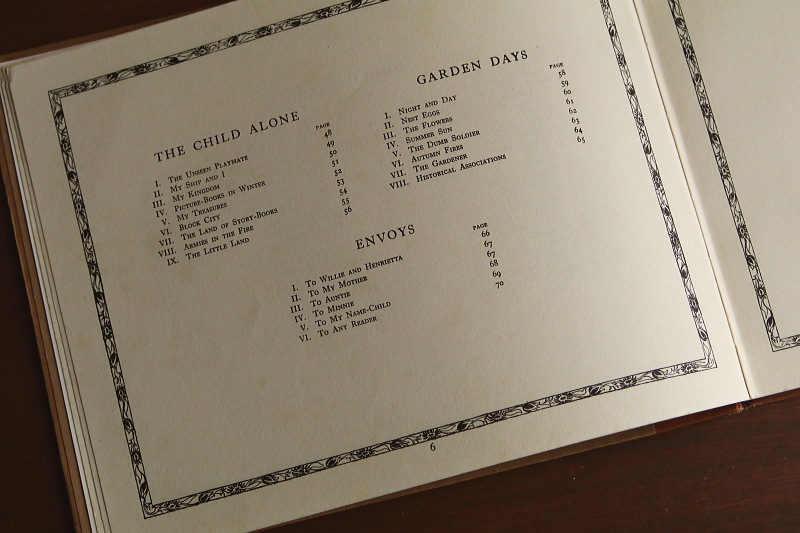 THE CHILD ALONE
PAGE
I. THE UNSEEN PLAYMATE 48
II. MY SHIP AND I 49
III. MY KINGDOM 50
IV. PICTURE-BOOKS IN WINTER 51
V. MY TREASURES 52
VI. BLOCK CITY 53
VII. THE LAND OF STORY-BOOKS 54
VIII. ARMIES IN THE FIRE 55
IX. THE LITTLE LAND 56
GARDEN DAYS
PAGE
I. NIGHT AND DAY 58
II. NEST EGGS 59
III. THE FLOWERS 60
IV. SUMMER SUN 61
V. THE DUMB SOLDIER 62
VI. AUTUMN FIRES 63
VII. THE GARDENER 64
VIII. HISTORICAL ASSOCIATIONS 65
ENVOYS
PAGE
I. TO WILLIE AND HENRIETTA 66
II. TO MY MOTHER 67
III. TO AUNTIE 67
IV. TO MINNIE 68
V. TO MY NAME-CHILD 69
VI. TO ANY READER 70
6